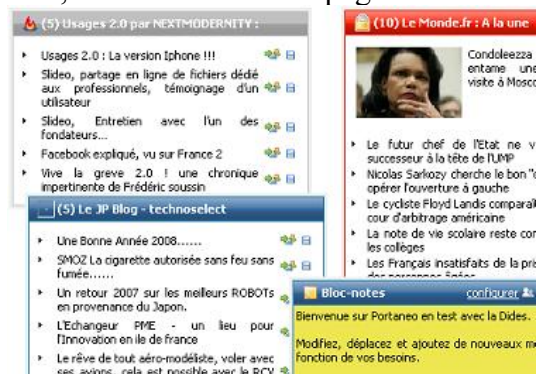 (5) Usages 2.0 par NEXTMODERNITY :
Usages 2.0 : La version Iphone !!!
Slideo, partage en ligne de fichiers dédié
aux professionnels, témoignage d'un
utilisateur
Slideo, Entretien avec l'un des
fondateurs...
Facebook expliqué, vu sur France 2
Vive la greve 2.0 ! une chronique
impertinente de Frédéric soussin
(10) Le Monde.fr : A la une
Condoleezza
entame une
visite à Mosco
Le futur chef de l'Etat ne v
successeur à la tête de l'UMP
Nicolas Sarkozy cherche le bon "d
opérer l'ouverture à gauche
Le cycliste Floyd Landis comparaît
cour d'arbitrage américaine
La note de vie scolaire reste con
les collèges
Les Français insatisfaits de la pris
des personnes âgées
(5) Le JP Blog - technoselect
Une Bonne Année 2008......
SMOZ La cigarette autorisée sans feu sans
fumée......
Un retour 2007 sur les meilleurs ROBOTs
en provenance du Japon.
L'Echangeur PME - un lieu pour
l'Innovation en ile de france
Le rêve de tout aéro-modéliste, voler avec
ses avions, cela est possible avec le RCV
Bloc-notes configurer
Bienvenue sur Portaneo en test avec la Dides.
Modifiez, déplacez et ajoutez de nouveaux mo
fonction de vos besoins.